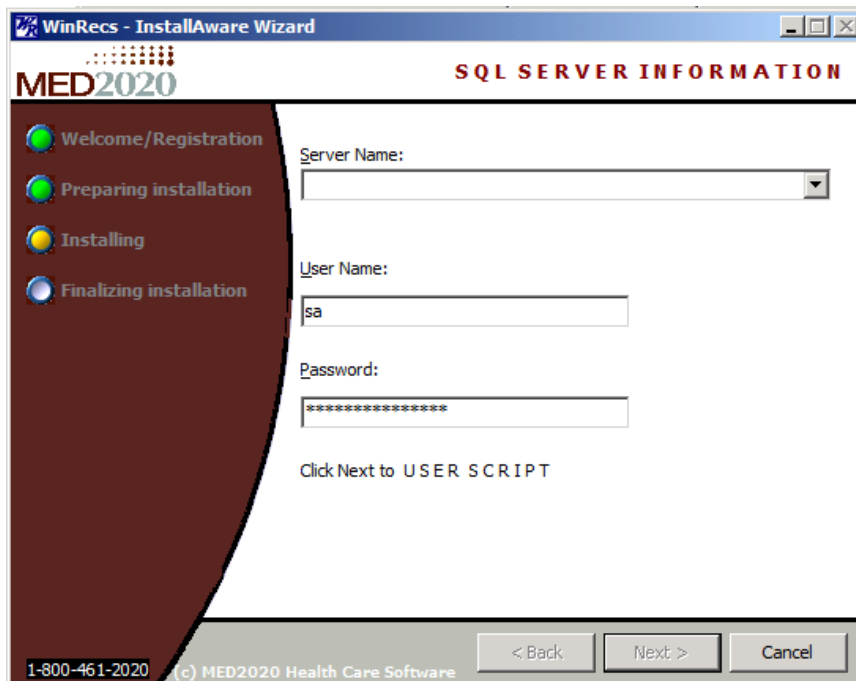 WinRecs - InstallAware Wizard
MED2020
SQL SERVER INFORMATION
Welcome/Registration
Preparing installation
Installing
Finalizing installation
Server Name:
User Name:
sa
Password:
***************
Click Next to USER SCRIPT
< Back
Next >
Cancel
1-800-461-2020
(c) MED2020 Health Care Software